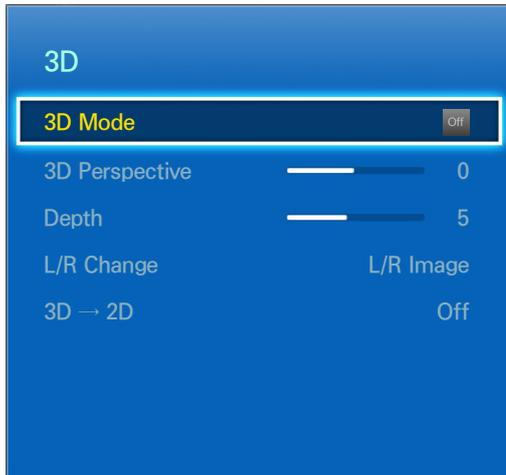 3D
3D Mode Off
3D Perspective 0
Depth 5
L/R Change L/R Image
3D → 2D Off